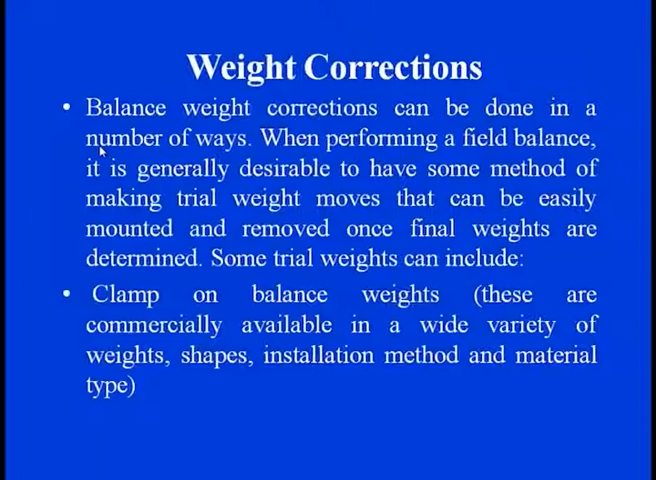 Weight Corrections
• Balance weight corrections can be done in a
number of ways. When performing a field balance,
it is generally desirable to have some method of
making trial weight moves that can be easily
mounted and removed once final weights are
determined. Some trial weights can include:
• Clamp on balance weights (these are
commercially available in a wide variety of
weights, shapes, installation method and material
type)